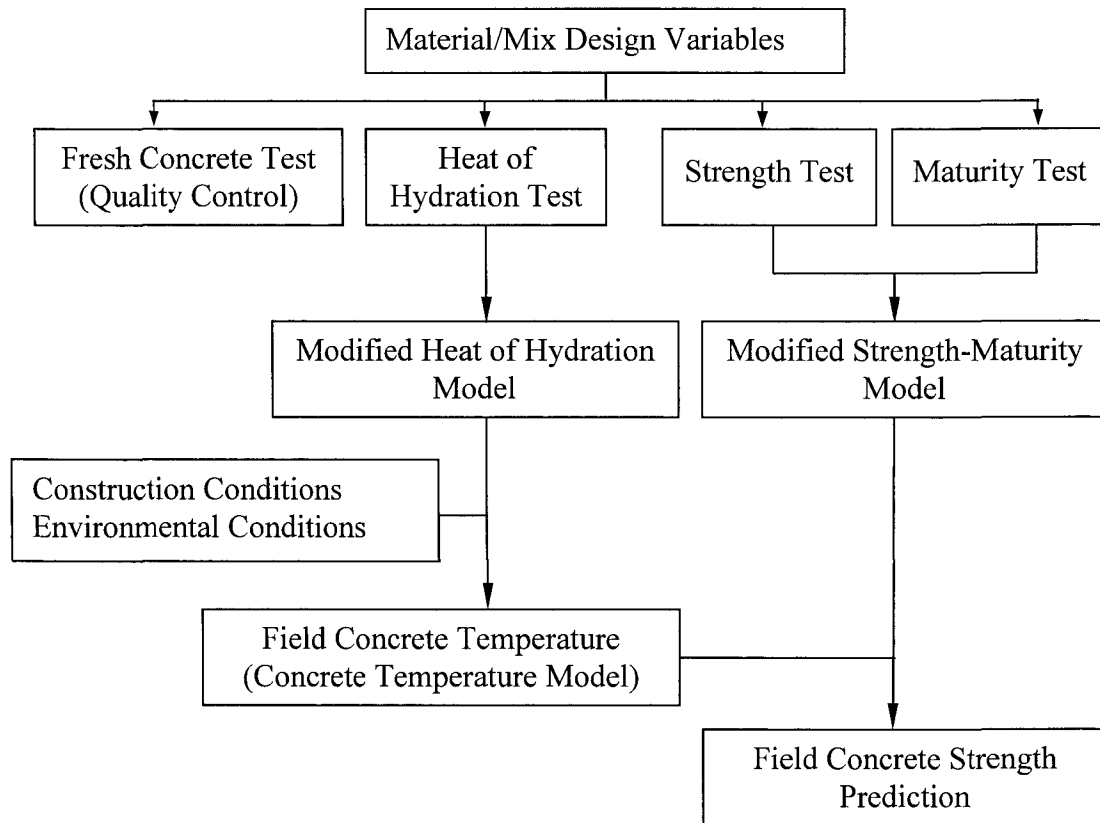 Material/Mix Design Variables
Fresh Concrete Test
(Quality Control)
Heat of
Hydration Test
Strength Test
Maturity Test
Modified Heat of Hydration
Model
Modified Strength-Maturity
Model
Construction Conditions
Environmental Conditions
Field Concrete Temperature
(Concrete Temperature Model)
Field Concrete Strength
Prediction